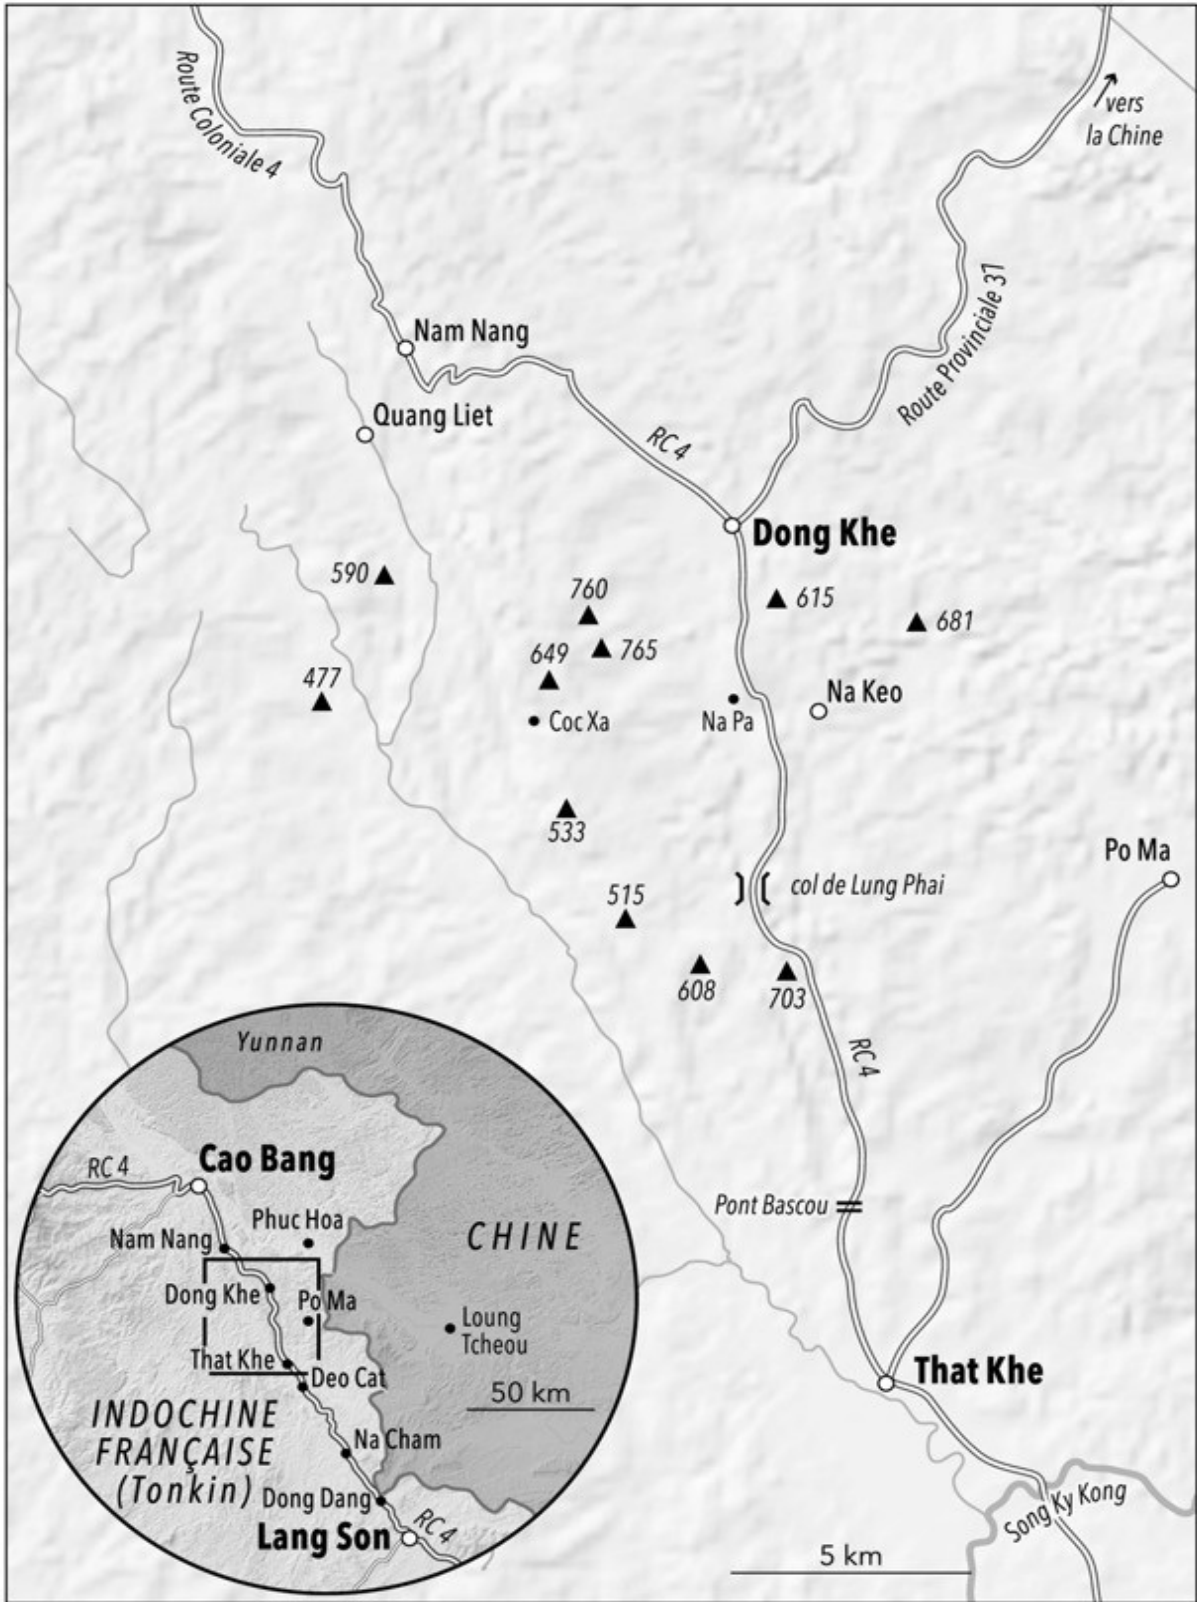 Route Coloniale 4
vers
la Chine
Route Provinciale 31
Nam Nang
Quang Liet
RC 4
Dong Khe
590
760
615
681
765
649
477
Coc Xa
Na Pa
Na Keo
533
Po Ma
col de Lung Phai
515
608
703
RC 4
Pont Bascou
That Khe
Song Ky Kong
5 km
Yunnan
Cao Bang
RC 4
Phuc Hoa
CHINE
Nam Nang
Dong Khe
Po Ma
Loung
Tcheou
That Khe
Deo Cat
50 km
INDOCHINE
FRANÇAISE
(Tonkin)
Na Cham
Dong Dang
Lang Son
RC 4